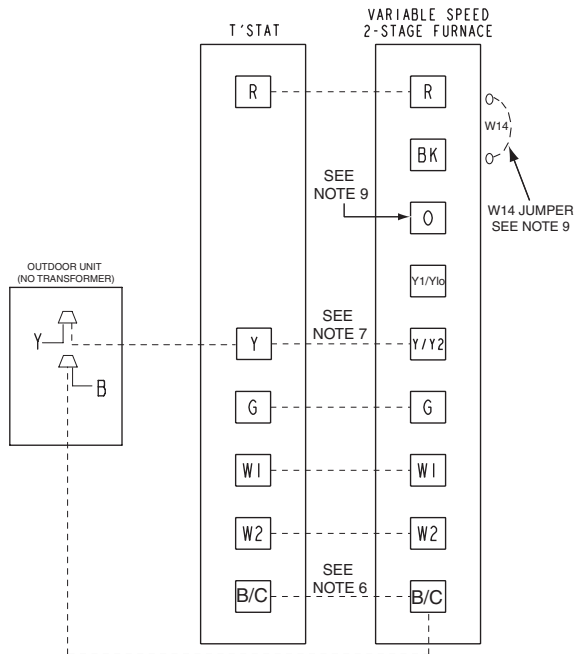 T'STAT
VARIABLE SPEED
2-STAGE FURNACE
R
R
W14
BK
SEE
NOTE 9
O
W14 JUMPER
SEE NOTE 9
Y1/Ylo
OUTDOOR UNIT
(NO TRANSFORMER)
Y
B
SEE
NOTE 7
Y
Y/Y2
G
G
W1
W1
W2
W2
SEE
NOTE 6
B/C
B/C